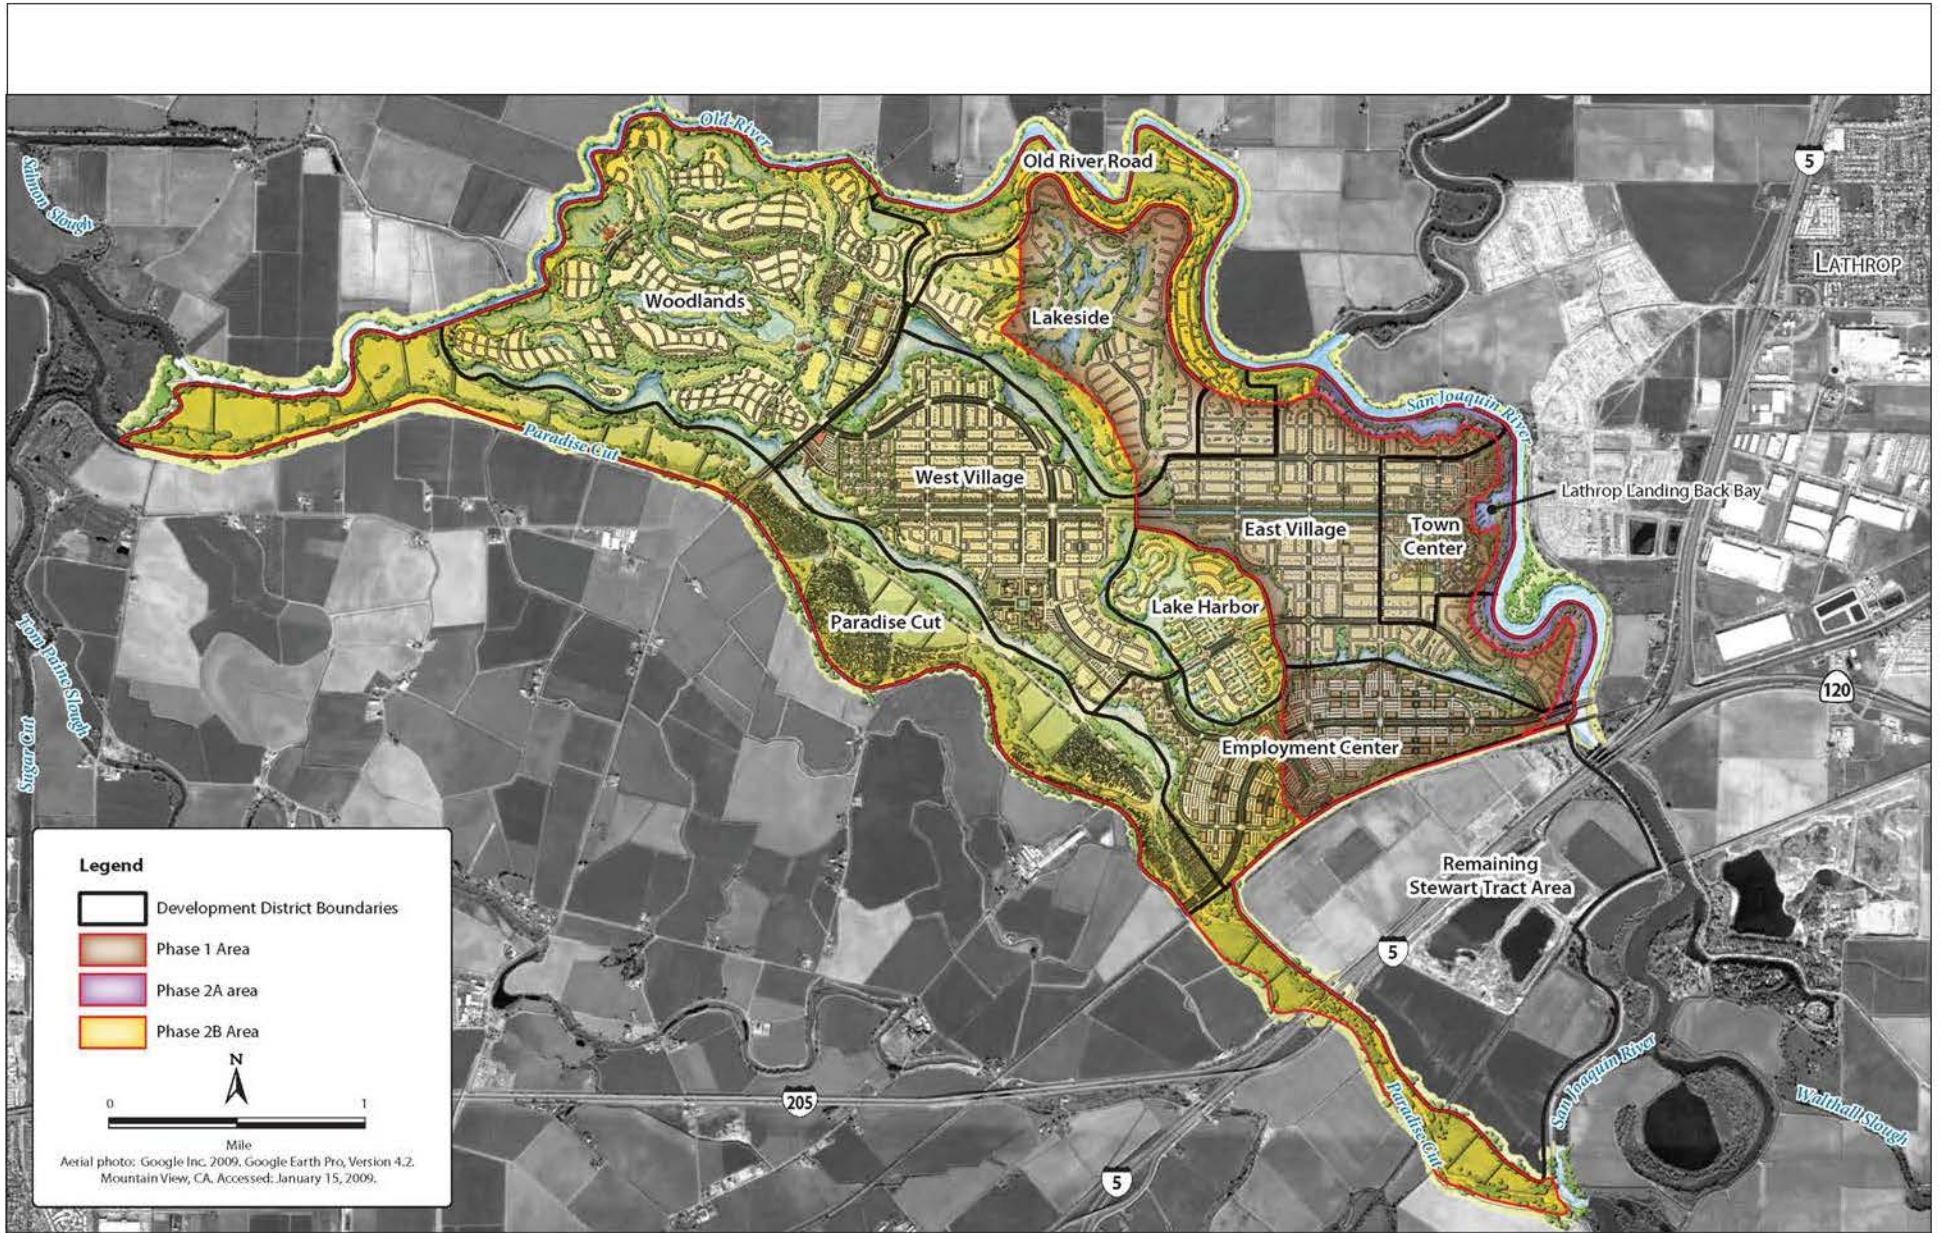 Old River
Old River Road
5
Salmon Slough
LATHROP
Woodlands
Lakeside
San Joaquin River
Paradise Cut
West Village
Lathrop Landing Back Bay
East Village
Town
Center
Lake Harbor
Paradise Cut
Tom Paine Slough
120
Sugar Cut
Employment Center
Remaining
Stewart Tract Area
5
Legend
Development District Boundaries
Phase 1 Area
Phase 2A area
Phase 2B Area
N
0 1
Mile
Aerial photo: Google Inc. 2009. Google Earth Pro, Version 4.2.
Mountain View, CA. Accessed: January 15, 2009.
205
San Joaquin River
Walthall Slough
Paradise Cut
5